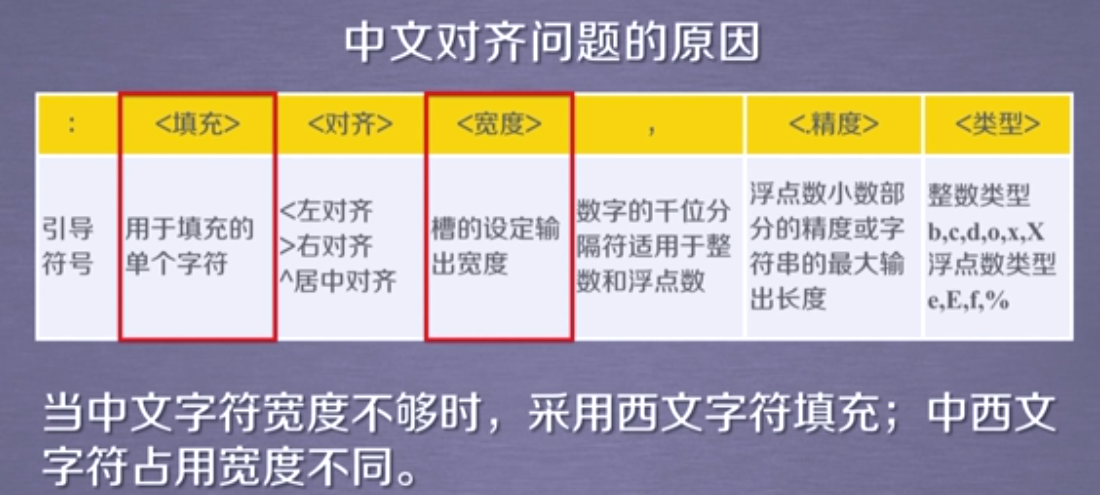 中文对齐问题的原因
: <填充> <对齐> <宽度> , <.精度> <类型>
引导
符号
用于填充的
单个字符
<左对齐
>右对齐
^居中对齐
槽的设定输
出宽度
数字的千位分
隔符适用于整
数和浮点数
浮点数小数部
分的精度或字
符串的最大输
出长度
整数类型
b,c,d,o,x,X
浮点数类型
e,E,f,%
当中文字符宽度不够时，采用西文字符填充；中西文
字符占用宽度不同。